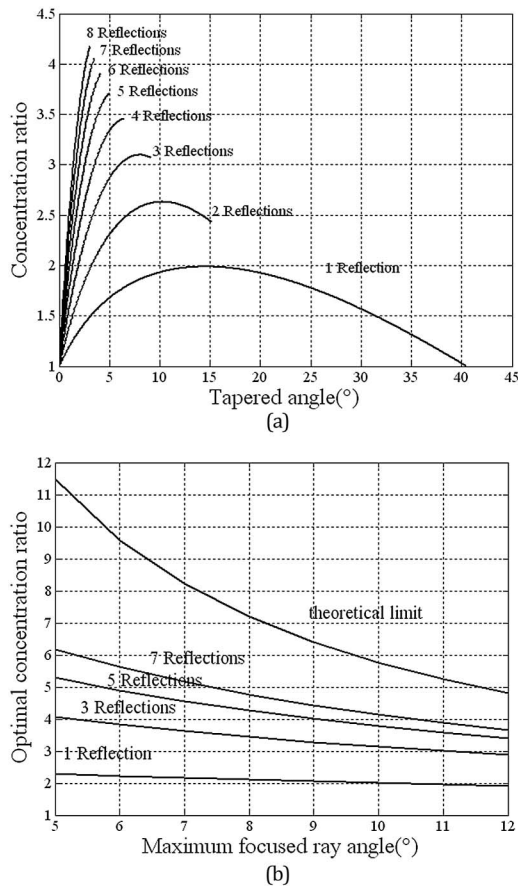 Concentration ratio
4.5
4
3.5
3
2.5
2
1.5
1
8 Reflections
7 Reflections
6 Reflections
5 Reflections
4 Reflections
3 Reflections
2 Reflections
1 Reflection
0 5 10 15 20 25 30 35 40 45
Tapered angle(°)
(a)
Optimal concentration ratio
12
11
10
9
8
7
6
5
4
3
2
1
theoretical limit
7 Reflections
5 Reflections
3 Reflections
1 Reflection
5 6 7 8 9 10 11 12
Maximum focused ray angle(°)
(b)